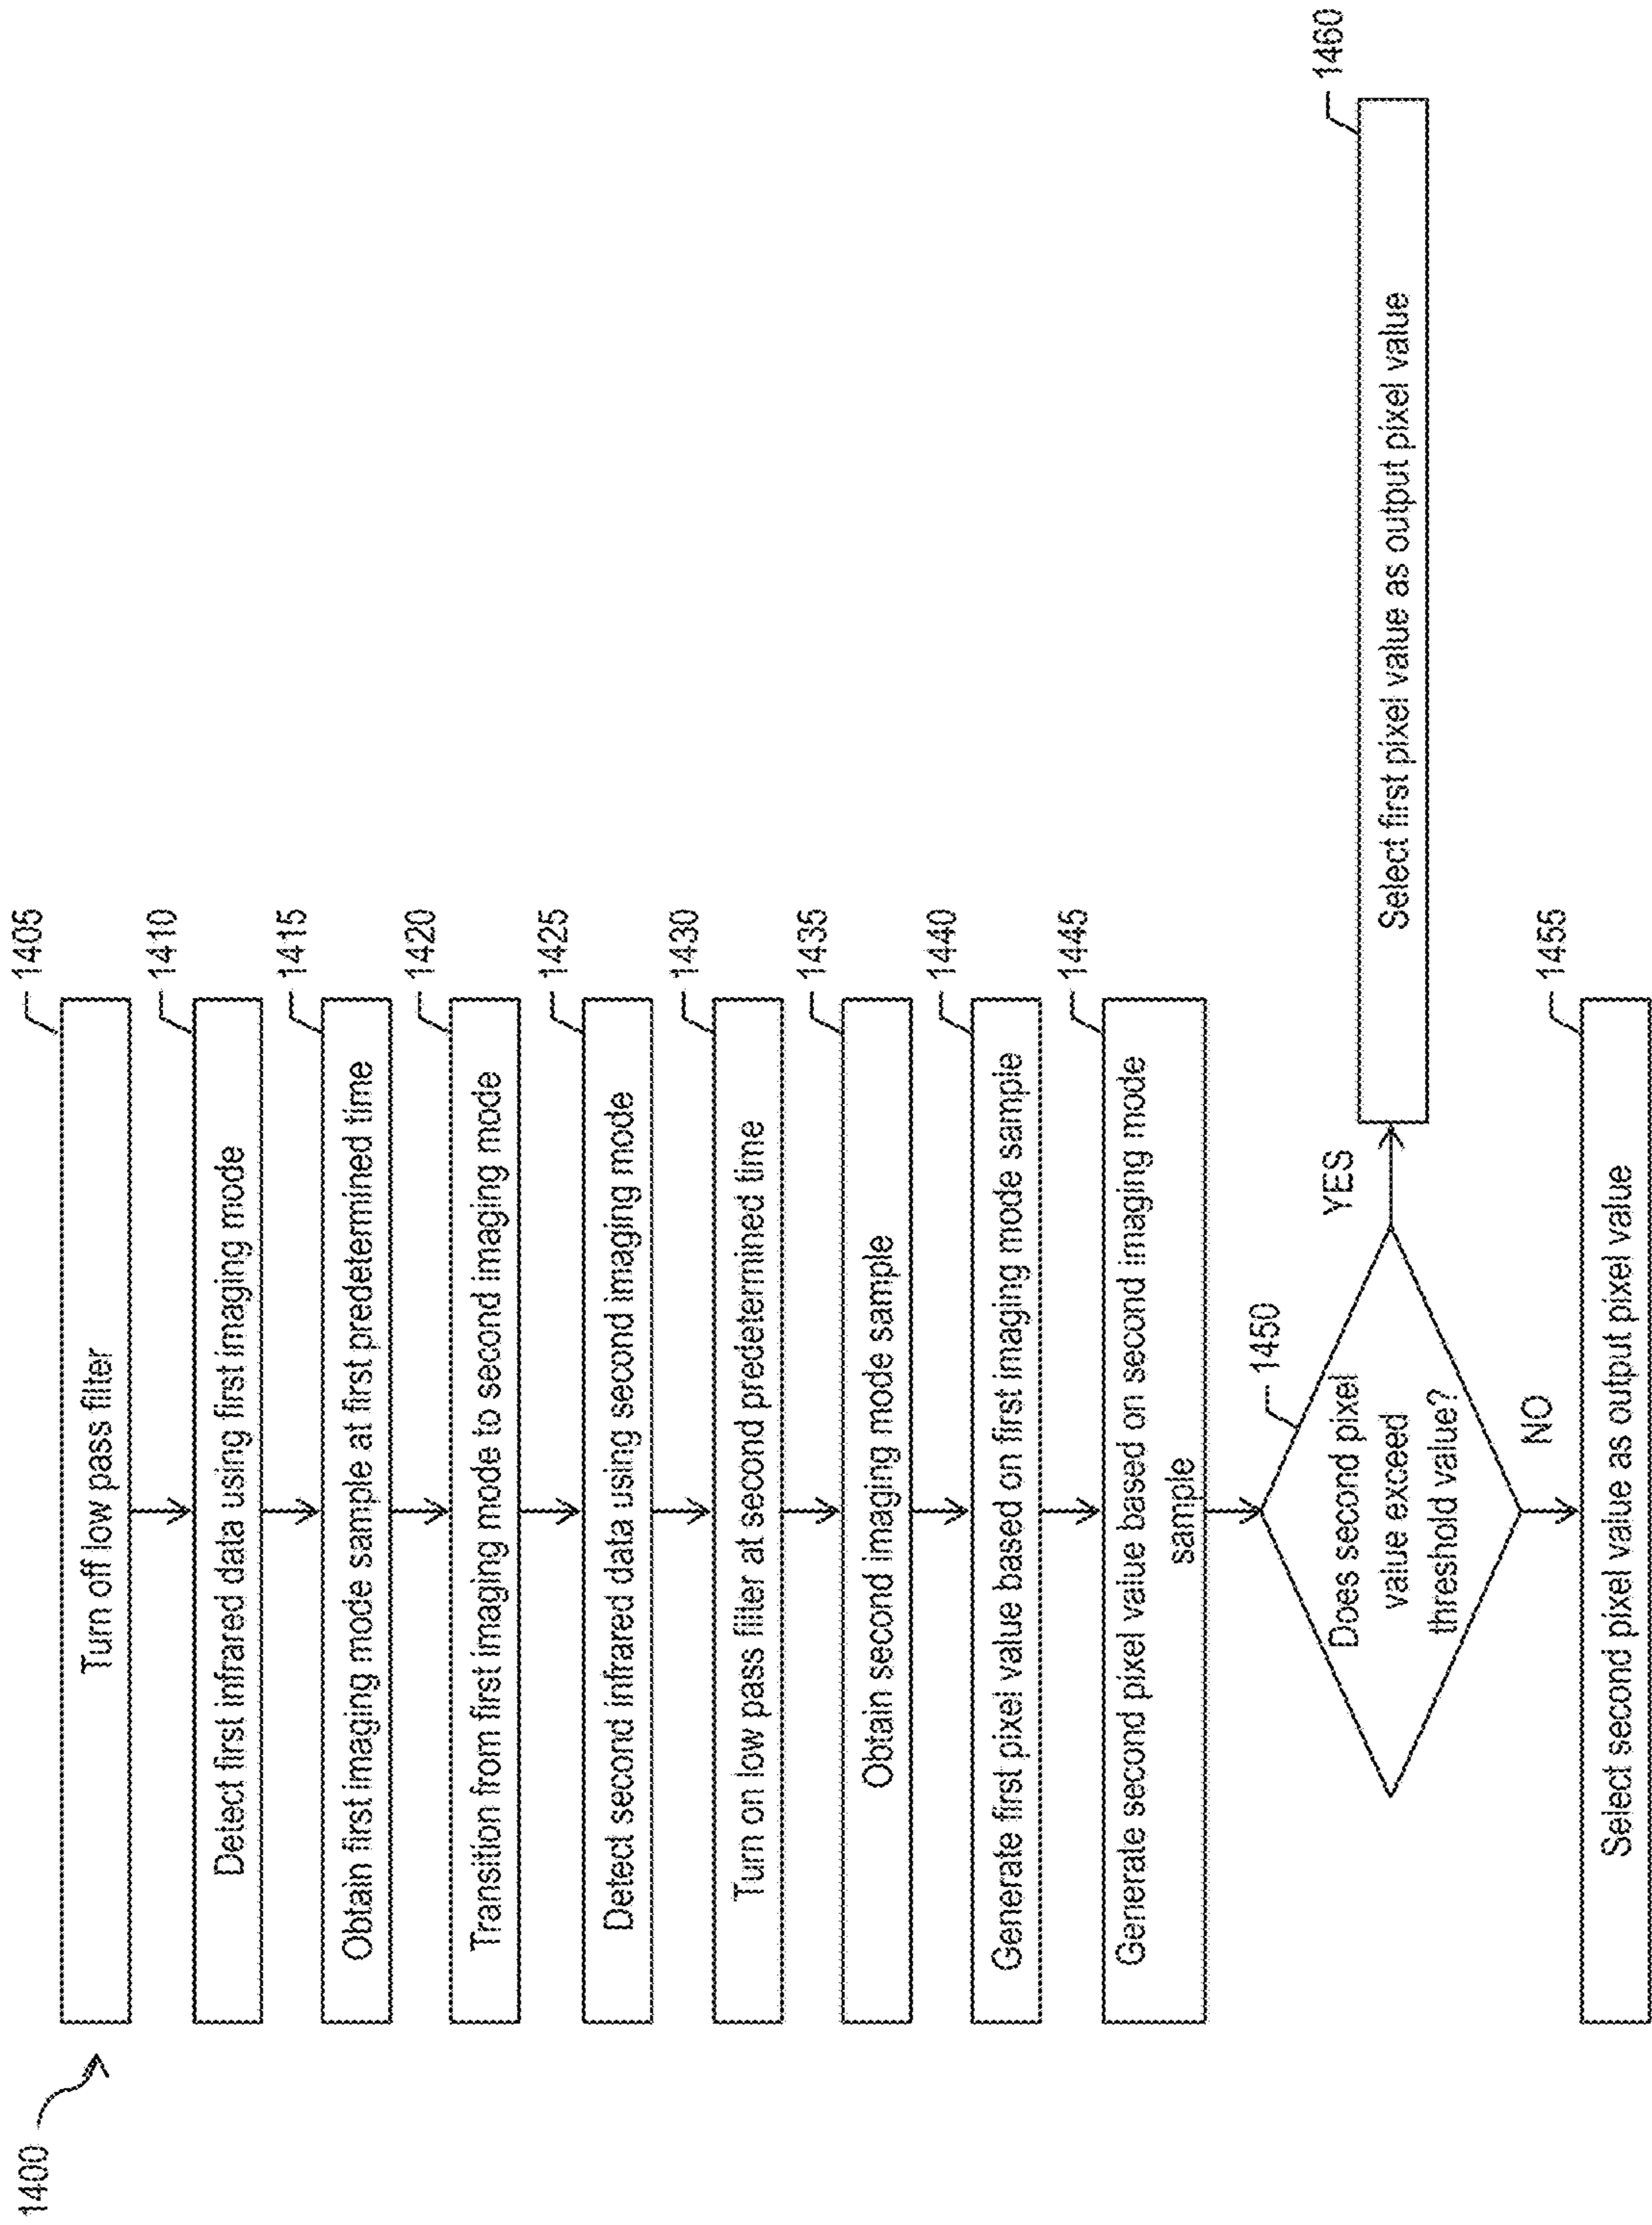 1400
1405
Turn off low pass filter
1410
Detect first infrared data using first imaging mode
1415
Obtain first imaging mode sample at first predetermined time
1420
Transition from first imaging mode to second imaging mode
1425
Detect second infrared data using second imaging mode
1430
Turn on low pass filter at second predetermined time
1435
Obtain second imaging mode sample
1440
Generate first pixel value based on first imaging mode sample
1445
Generate second pixel value based on second imaging mode
sample
1450
Does second pixel
value exceed
threshold value?
YES
1460
Select first pixel value as output pixel value
NO
1455
Select second pixel value as output pixel value